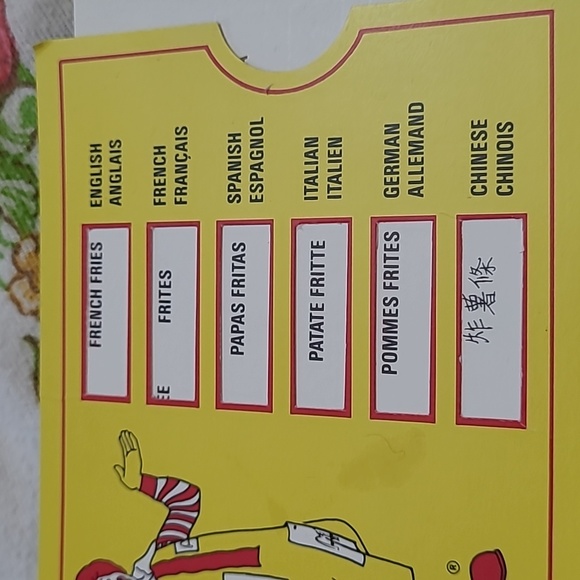 ENGLISH
ANGLAIS
FRENCH FRIES
FRENCH
FRANÇAIS
EE FRITES
SPANISH
ESPAGNOL
PAPAS FRITAS
ITALIAN
ITALIEN
PATATE FRITTE
GERMAN
ALLEMAND
POMMES FRITES
CHINESE
CHINOIS
炸薯條
®